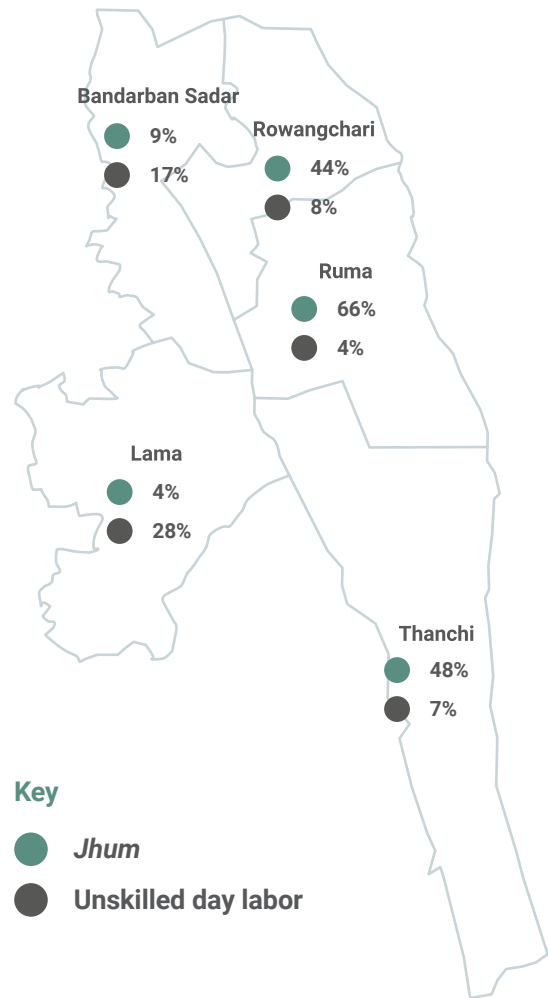 Bandarban Sadar
9%
17%
Rowangchari
44%
8%
Ruma
66%
4%
Lama
4%
28%
Thanchi
48%
7%
Key
Jhum
Unskilled day labor